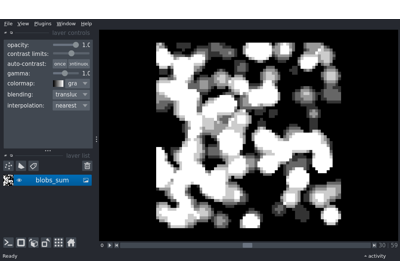 File View Plugins Window Help
layer controls
opacity: 1.0
contrast limits:
auto-contrast: once
gamma: 1.0
colormap: gra
blending: translu
interpolation: nearest
layer list
blobs_sum
30 59
Ready activity